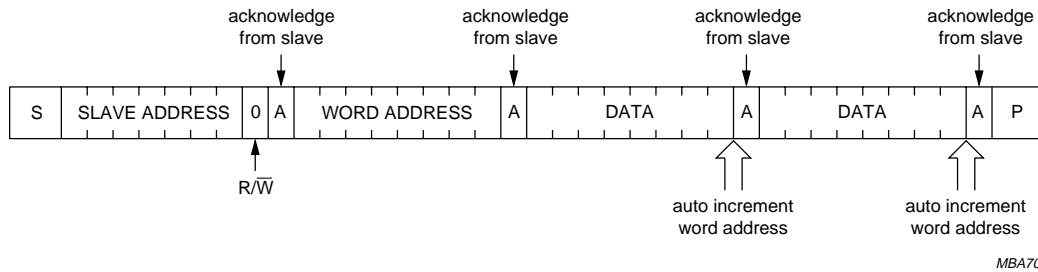 acknowledge acknowledge acknowledge acknowledge
from slave from slave from slave from slave
S SLAVE ADDRESS 0 A WORD ADDRESS A DATA A DATA A P
R/W̅
auto increment auto increment
word address word address
MBA70